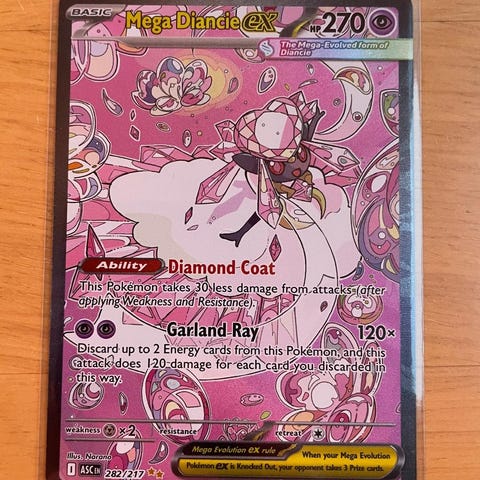 BASIC
Mega Diancie ex HP 270
The Mega-Evolved form of
Diancie
Ability Diamond Coat
This Pokémon takes 30 less damage from attacks (after
applying Weakness and Resistance).
Garland Ray 120×
Discard up to 2 Energy cards from this Pokémon, and this
attack does 120 damage for each card you discarded in
this way.
weakness ×2 resistance retreat
Illus. Narano
Mega Evolution ex rule
When your Mega Evolution
Pokémon ex is Knocked Out, your opponent takes 3 Prize cards.
I ASC EN 282/217